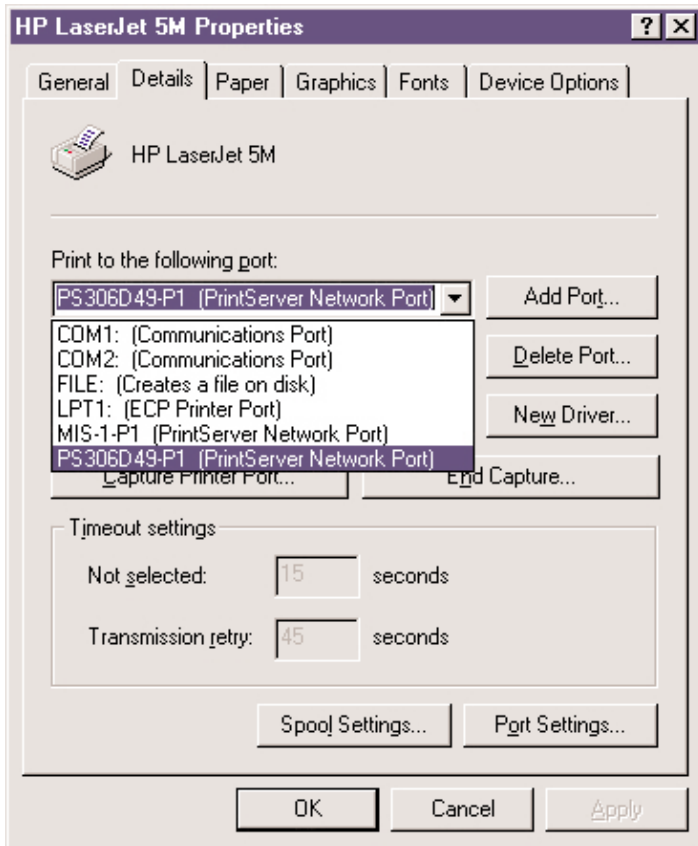 HP LaserJet 5M Properties
General Details Paper Graphics Fonts Device Options
HP LaserJet 5M
Print to the following port:
PS306D49-P1 (PrintServer Network Port) Add Port...
COM1: (Communications Port)
COM2: (Communications Port)
Delete Port...
FILE: (Creates a file on disk)
LPT1: (ECP Printer Port)
New Driver...
MIS-1-P1 (PrintServer Network Port)
PS306D49-P1 (PrintServer Network Port)
Capture Printer Port... End Capture...
Timeout settings
Not selected: 15 seconds
Transmission retry: 45 seconds
Spool Settings... Port Settings...
OK Cancel Apply